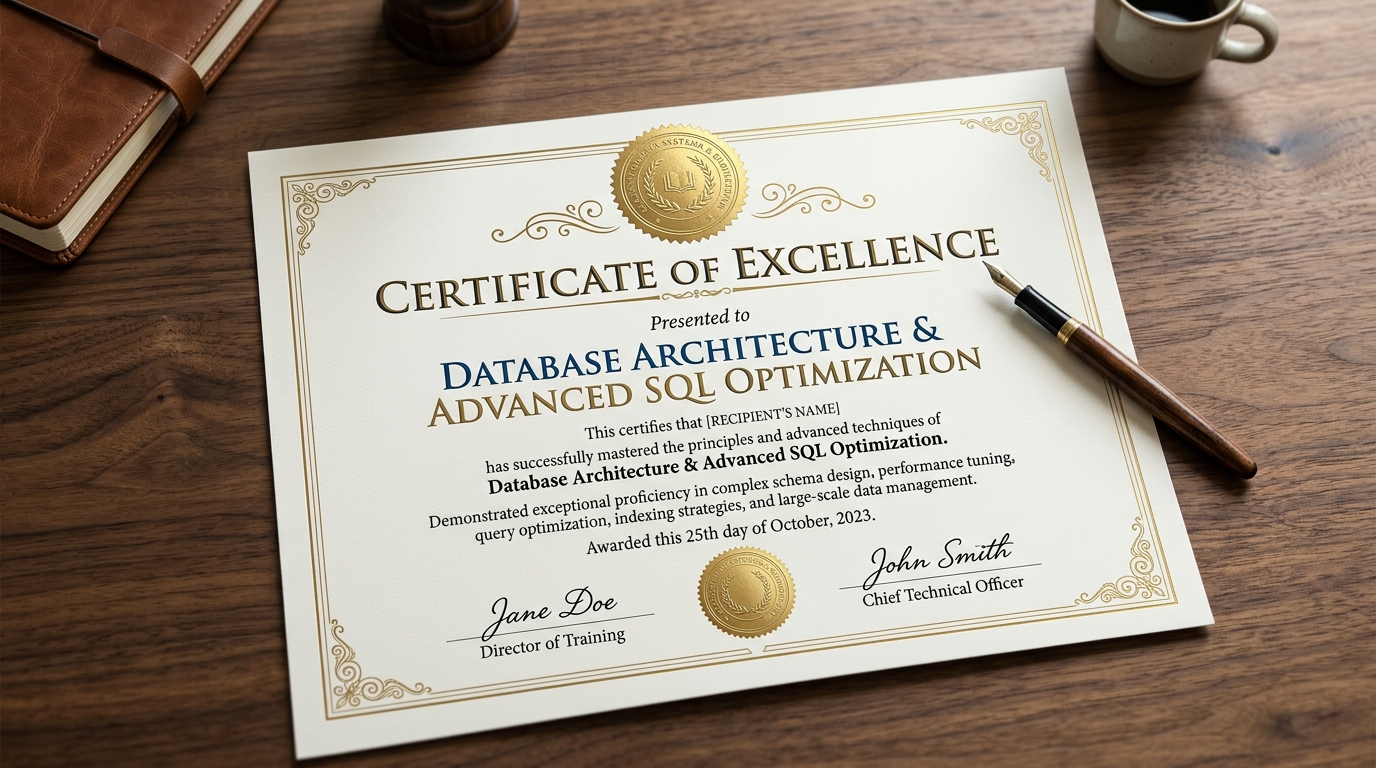 CERTIFICATE OF EXCELLENCE
Presented to
DATABASE ARCHITECTURE &
ADVANCED SQL OPTIMIZATION
This certifies that [RECIPIENT'S NAME]
has successfully mastered the principles and advanced techniques of
Database Architecture & Advanced SQL Optimization.
Demonstrated exceptional proficiency in complex schema design, performance tuning,
query optimization, indexing strategies, and large-scale data management.
Awarded this 25th day of October, 2023.
Jane Doe
Director of Training
John Smith
Chief Technical Officer